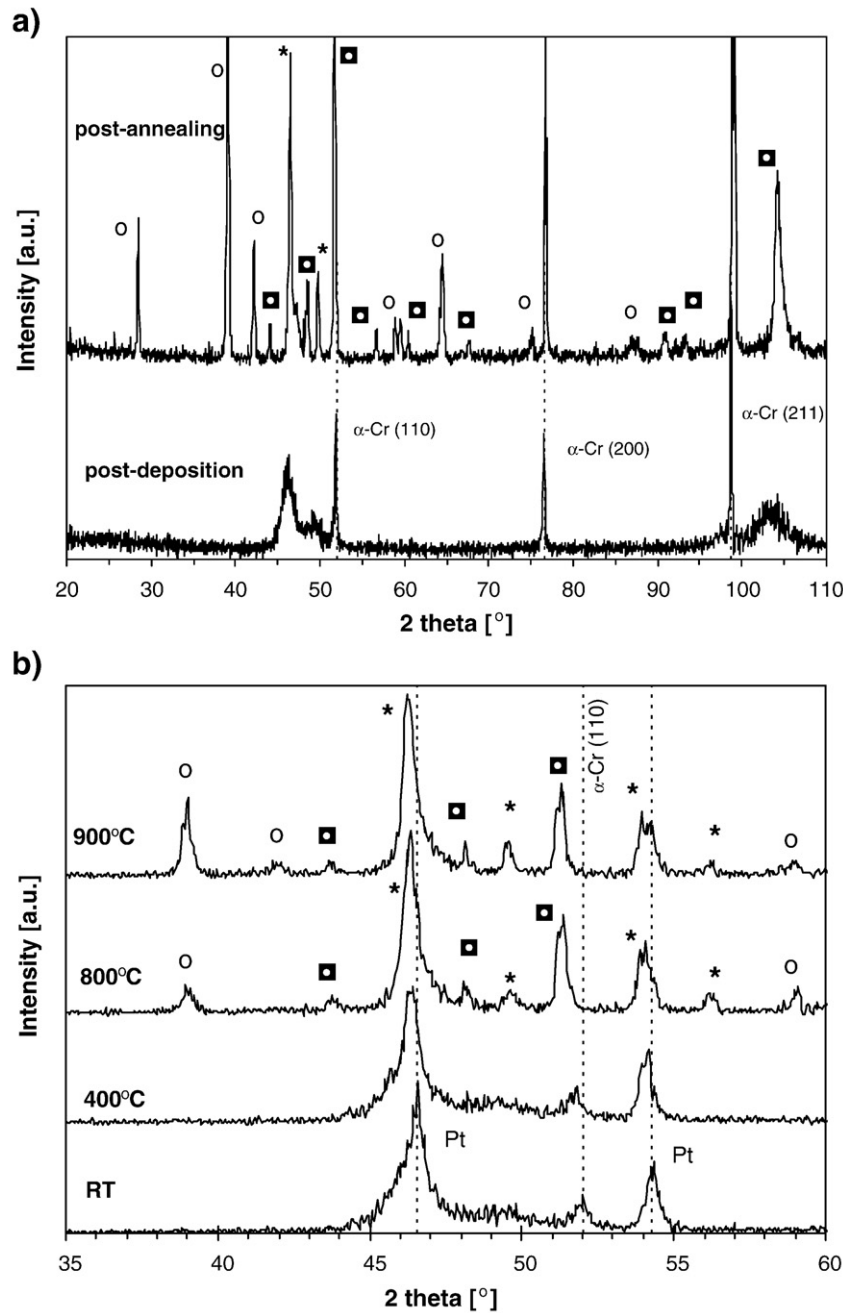 a)
o
*
post-annealing
o
o
*
o
o
o
Intensity [a.u.]
α-Cr (110)
α-Cr (200)
α-Cr (211)
post-deposition
20 30 40 50 60 70 80 90 100 110
2 theta [°]
b)
*
α-Cr (110)
o
o
*
*
*
o
900°C
*
o
*
*
*
o
800°C
Intensity [a.u.]
400°C
Pt
Pt
RT
35 40 45 50 55 60
2 theta [°]